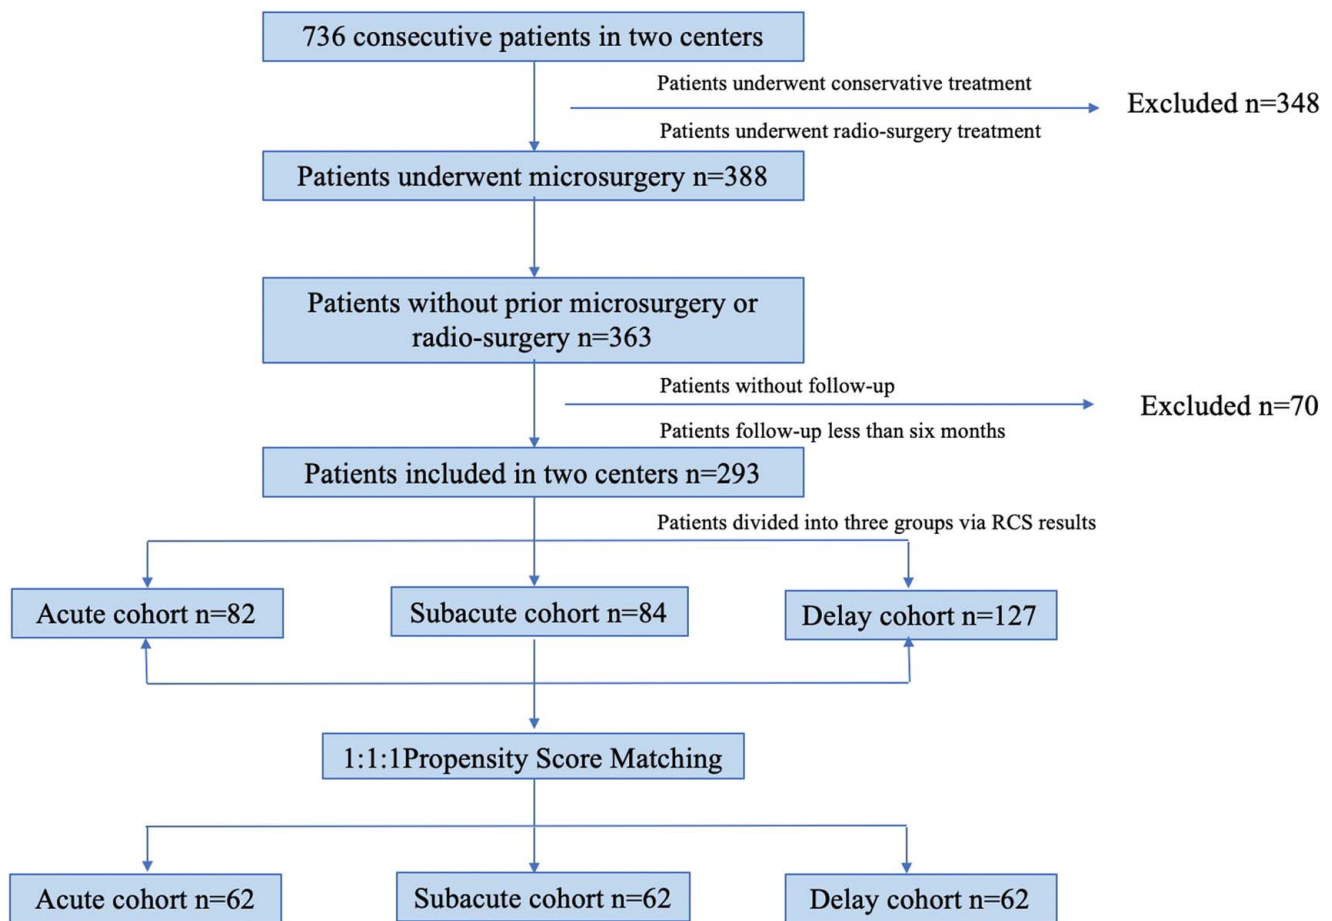 736 consecutive patients in two centers
Patients underwent conservative treatment
Excluded n=348
Patients underwent radio-surgery treatment
Patients underwent microsurgery n=388
Patients without prior microsurgery or
radio-surgery n=363
Patients without follow-up
Excluded n=70
Patients follow-up less than six months
Patients included in two centers n=293
Patients divided into three groups via RCS results
Acute cohort n=82
Subacute cohort n=84
Delay cohort n=127
1:1:1Propensity Score Matching
Acute cohort n=62
Subacute cohort n=62
Delay cohort n=62